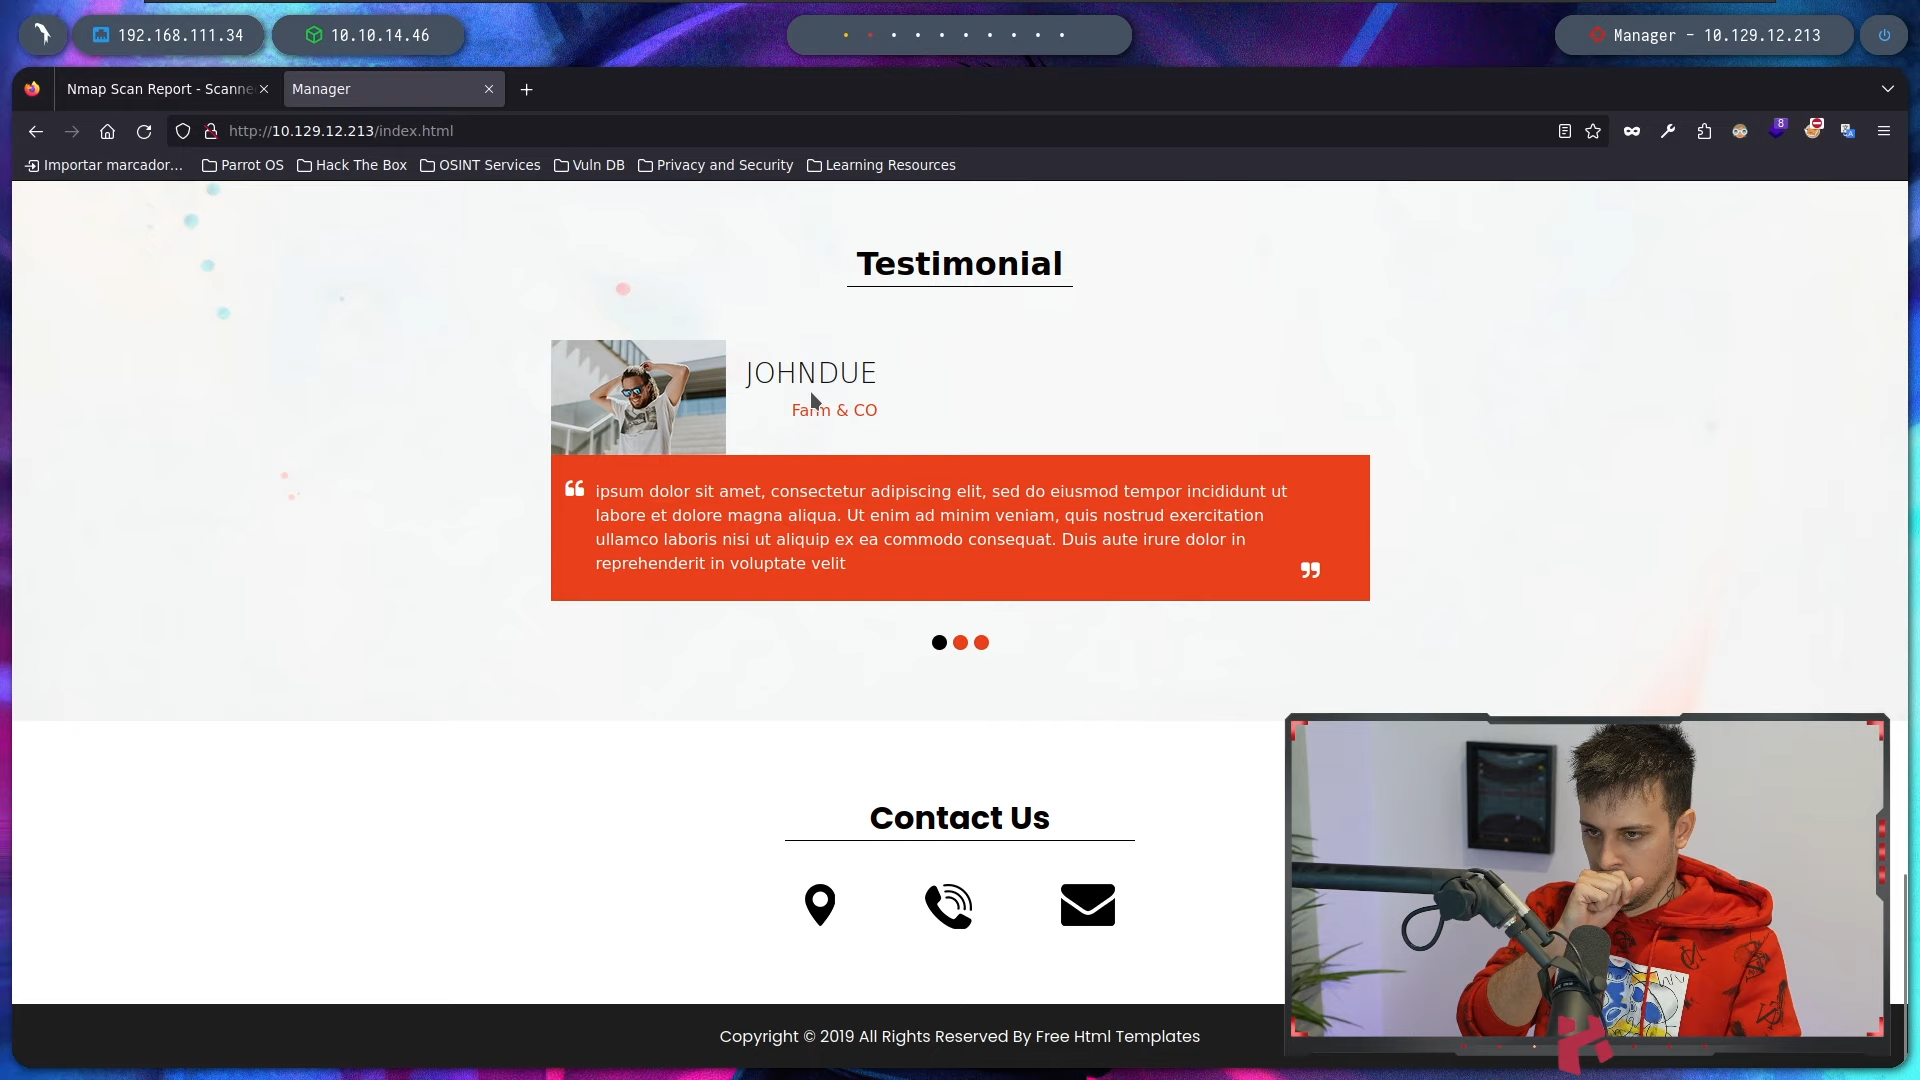 192.168.111.34
10.10.14.46
Manager - 10.129.12.213
Nmap Scan Report - Scanne
Manager
http://10.129.12.213/index.html
8
Importar marcador...
Parrot OS
Hack The Box
OSINT Services
Vuln DB
Privacy and Security
Learning Resources
Testimonial
JOHNDUE
Farm & CO
ipsum dolor sit amet, consectetur adipiscing elit, sed do eiusmod tempor incididunt ut
labore et dolore magna aliqua. Ut enim ad minim veniam, quis nostrud exercitation
ullamco laboris nisi ut aliquip ex ea commodo consequat. Duis aute irure dolor in
reprehenderit in voluptate velit
Contact Us
Copyright © 2019 All Rights Reserved By Free Html Templates